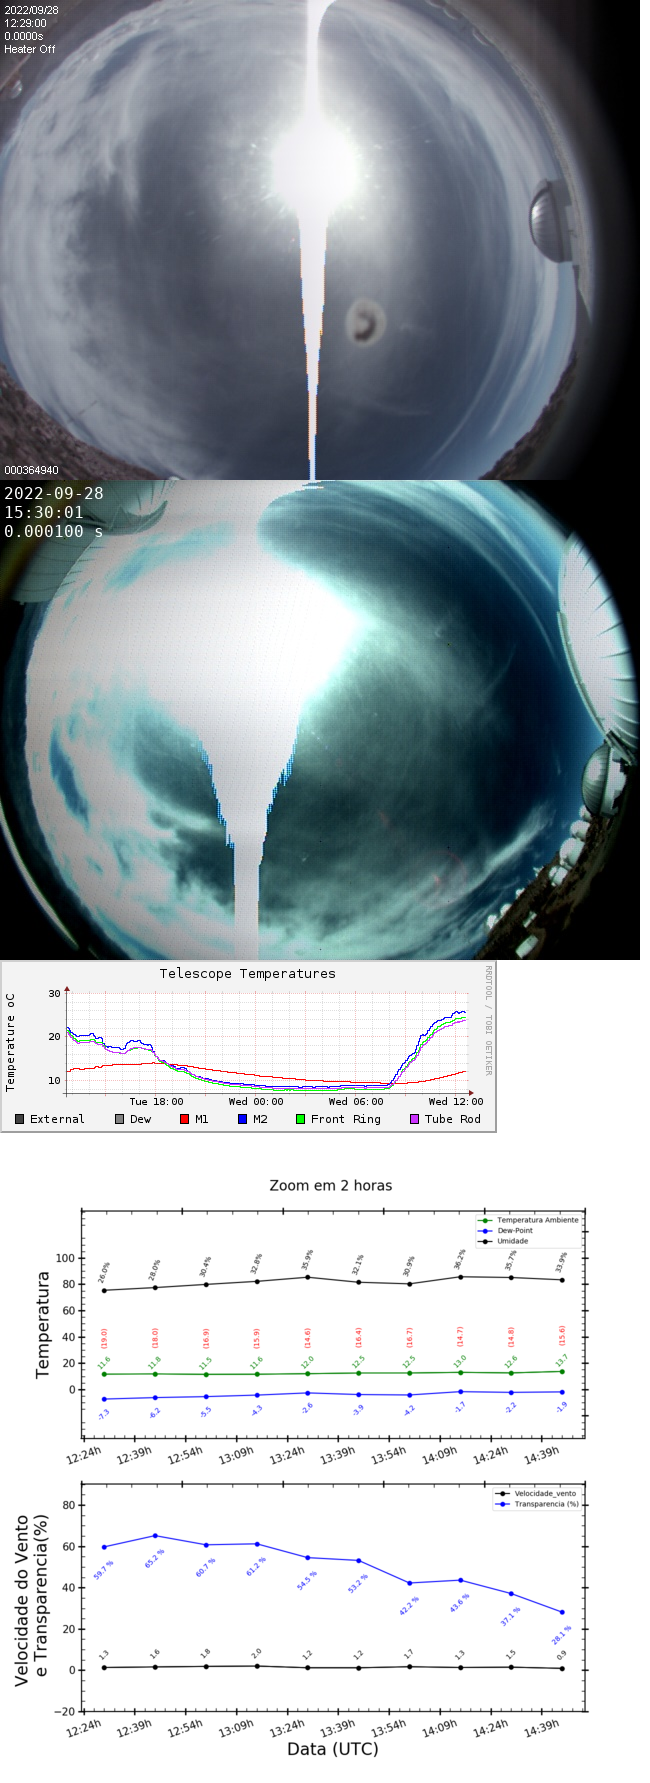 2022/09/28
12:29:00
0.0000s
Heater Off
000364940
2022-09-28
15:30:01
0.000100 s
Telescope Temperatures
Temperature oC
30
20
10
Tue 18:00 Wed 00:00 Wed 06:00 Wed 12:00
External Dew M1 M2 Front Ring Tube Rod
RRDTOOL / TOBI OETIKER
Zoom em 2 horas
Temperatura Ambiente
Dew-Point
Umidade
Temperatura
100
80
60
40
20
0
26.0% 28.0% 30.4% 32.8% 35.9% 32.1% 30.9% 36.2% 35.7% 33.9%
(19.0) (18.0) (16.9) (15.9) (14.6) (16.4) (16.7) (14.7) (14.8) (15.6)
11.6 11.8 11.5 11.6 12.0 12.5 12.5 13.0 12.6 13.7
-7.3 -6.2 -5.5 -4.3 -2.6 -3.9 -4.2 -1.7 -2.2 -1.9
12:24h 12:39h 12:54h 13:09h 13:24h 13:39h 13:54h 14:09h 14:24h 14:39h
Velocidade_vento
Transparencia (%)
Velocidade do Vento
e Transparencia(%)
80
60
40
20
0
−20
59.7 % 65.2 % 60.7 % 61.2 % 54.5 % 53.2 % 42.2 % 43.6 % 37.1 % 28.1 %
1.3 1.6 1.8 2.0 1.2 1.2 1.7 1.3 1.5 0.9
12:24h 12:39h 12:54h 13:09h 13:24h 13:39h 13:54h 14:09h 14:24h 14:39h
Data (UTC)